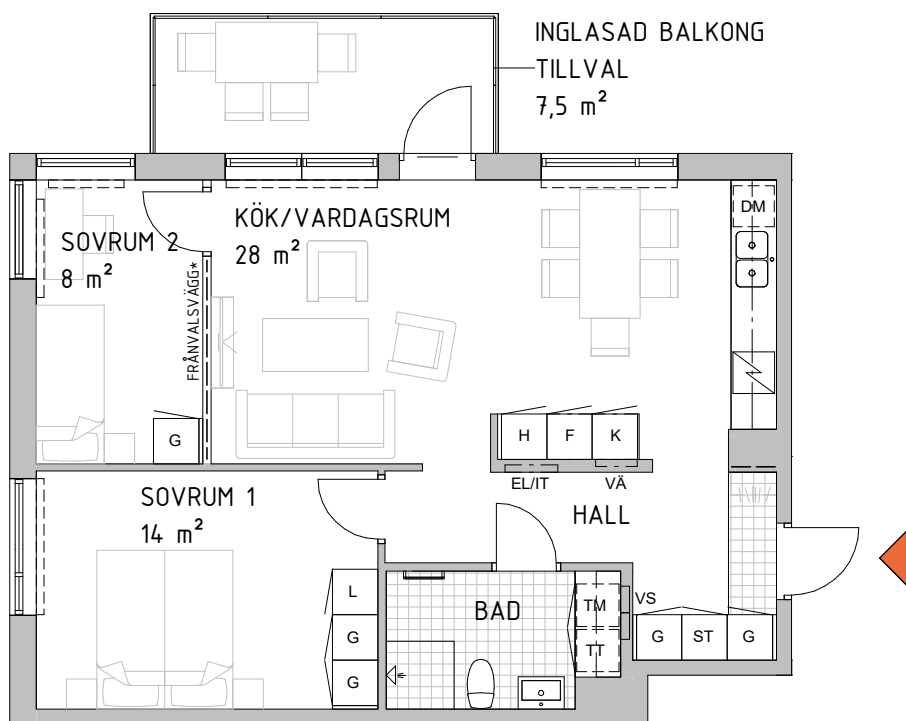 INGLASAD BALKONG
TILLVAL
7,5 m²
KÖK/VARDAGSRUM
28 m²
DM
SOVRUM 2
8 m²
FRÅNVALSVÄGG*
G
H
F
K
EL/IT
VÄ
HALL
SOVRUM 1
14 m²
L
G
G
BAD
TM
TT
VS
G
ST
G